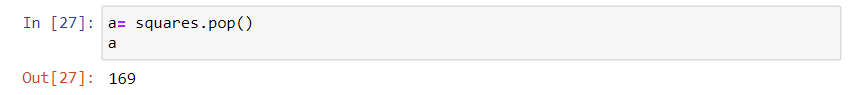 In [27]: a= squares.pop()
a
Out[27]: 169